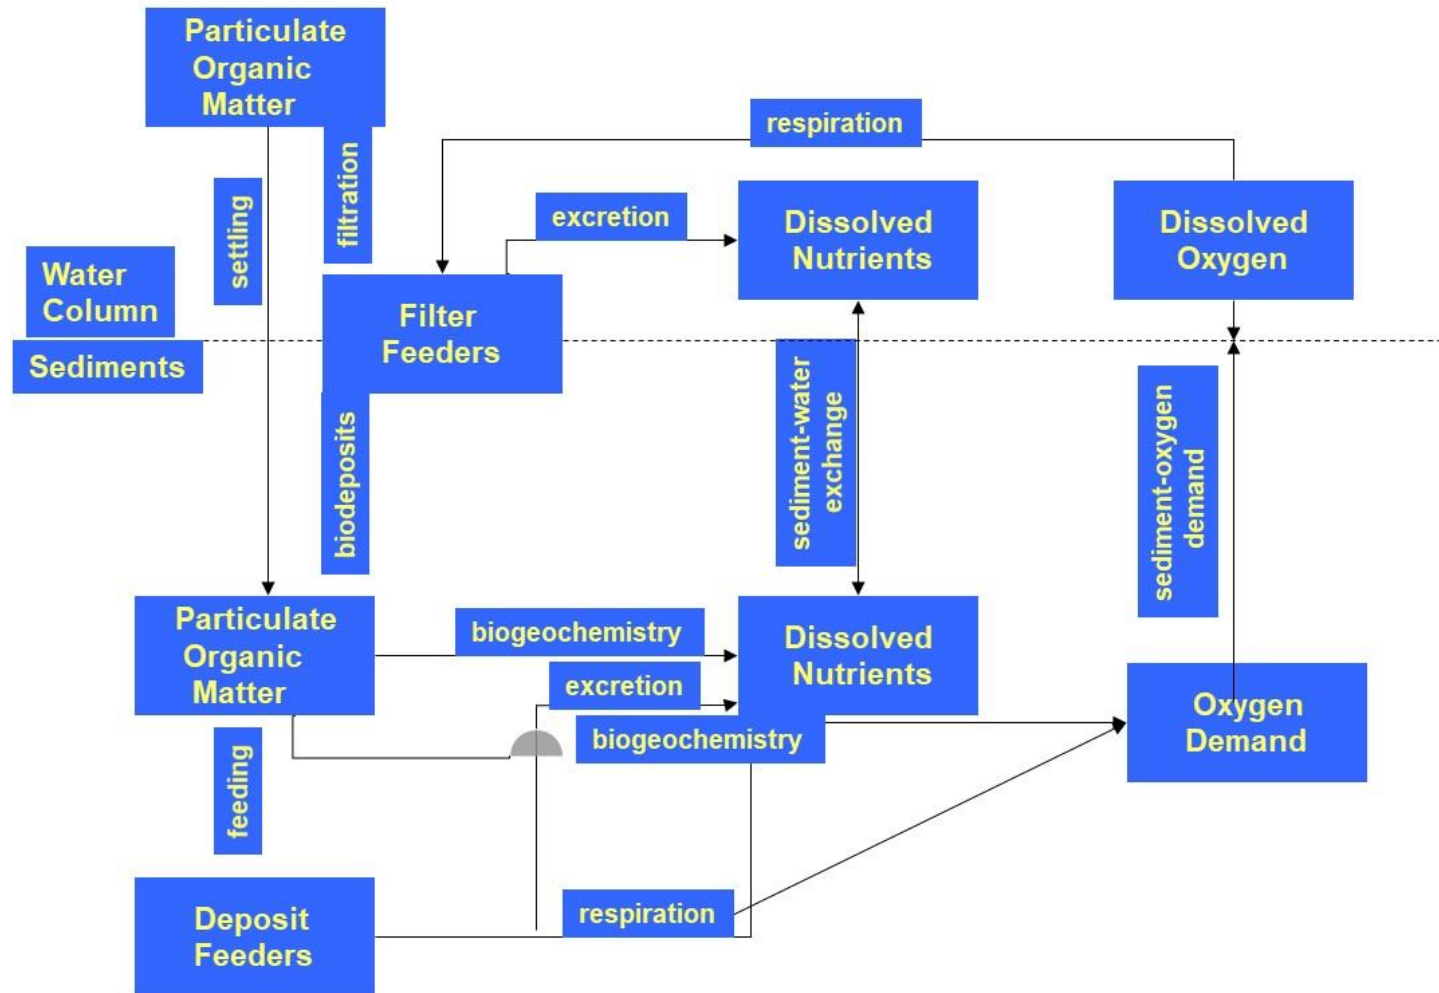 Particulate
Organic
Matter
respiration
filtration
settling
excretion
Dissolved
Nutrients
Dissolved
Oxygen
Water
Column
Filter
Feeders
Sediments
biodeposits
sediment-water
exchange
sediment-oxygen
demand
Particulate
Organic
Matter
biogeochemistry
excretion
Dissolved
Nutrients
biogeochemistry
Oxygen
Demand
feeding
Deposit
Feeders
respiration